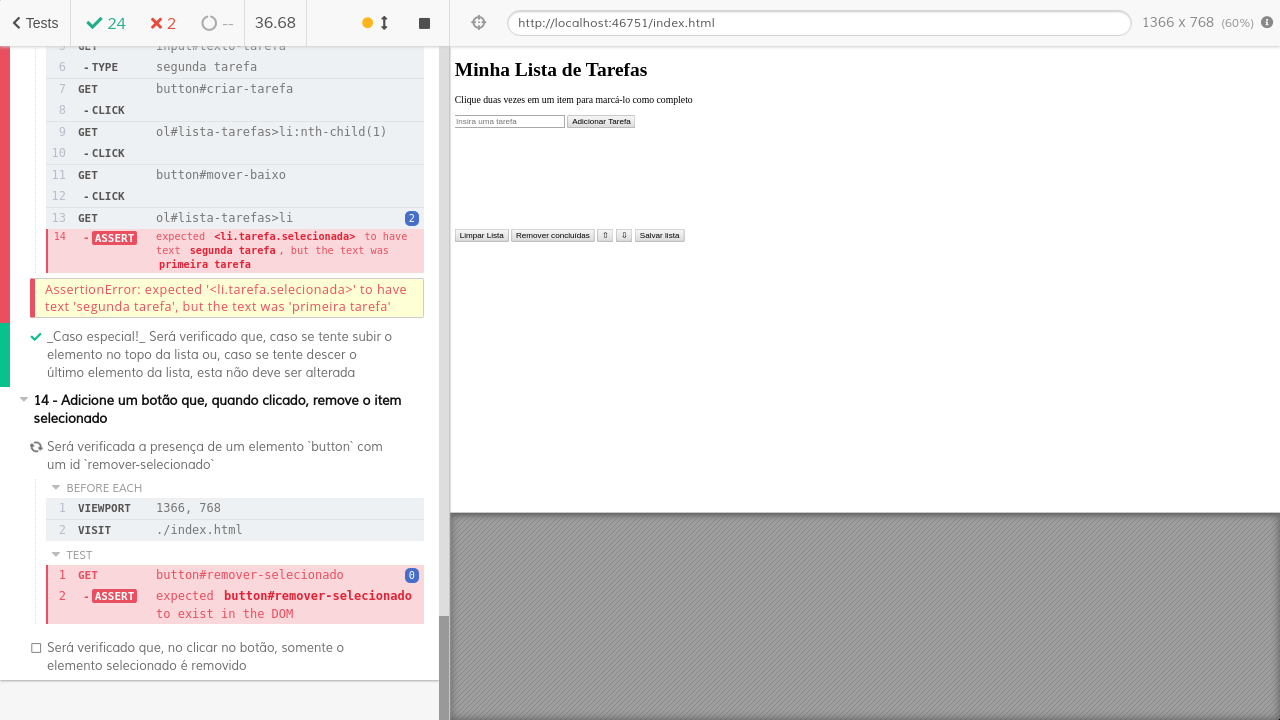 Tests
24
2
--
36.68
http://localhost:46751/index.html
1366 x 768 (60%)
5 GET input#texto-tarefa
6 - TYPE segunda tarefa
7 GET button#criar-tarefa
8 - CLICK
9 GET ol#lista-tarefas>li:nth-child(1)
10 - CLICK
11 GET button#mover-baixo
12 - CLICK
13 GET ol#lista-tarefas>li 2
14 - ASSERT expected <li.tarefa.selecionada> to have
text segunda tarefa, but the text was
primeira tarefa
AssertionError: expected '<li.tarefa.selecionada>' to have
text 'segunda tarefa', but the text was 'primeira tarefa'
_Caso especial!_ Será verificado que, caso se tente subir o
elemento no topo da lista ou, caso se tente descer o
último elemento da lista, esta não deve ser alterada
14 - Adicione um botão que, quando clicado, remove o item
selecionado
Será verificada a presença de um elemento `button` com
um id `remover-selecionado`
BEFORE EACH
1 VIEWPORT 1366, 768
2 VISIT ./index.html
TEST
1 GET button#remover-selecionado 0
2 - ASSERT expected button#remover-selecionado
to exist in the DOM
Será verificado que, no clicar no botão, somente o
elemento selecionado é removido
Minha Lista de Tarefas
Clique duas vezes em um item para marcá-lo como completo
Insira uma tarefa Adicionar Tarefa
Limpar Lista Remover concluídas ⇧ ⇩ Salvar lista